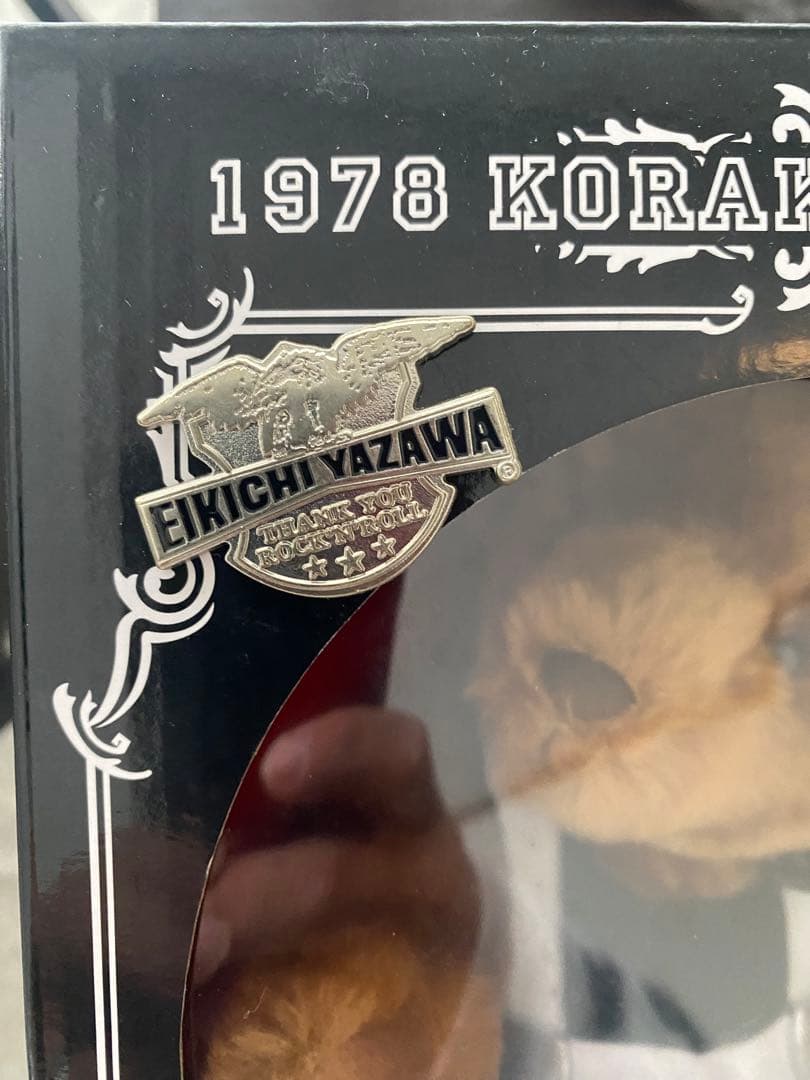 1978 KORAK
EIKICHI YAZAWA
®
THANK YOU
ROCK'N'ROLL